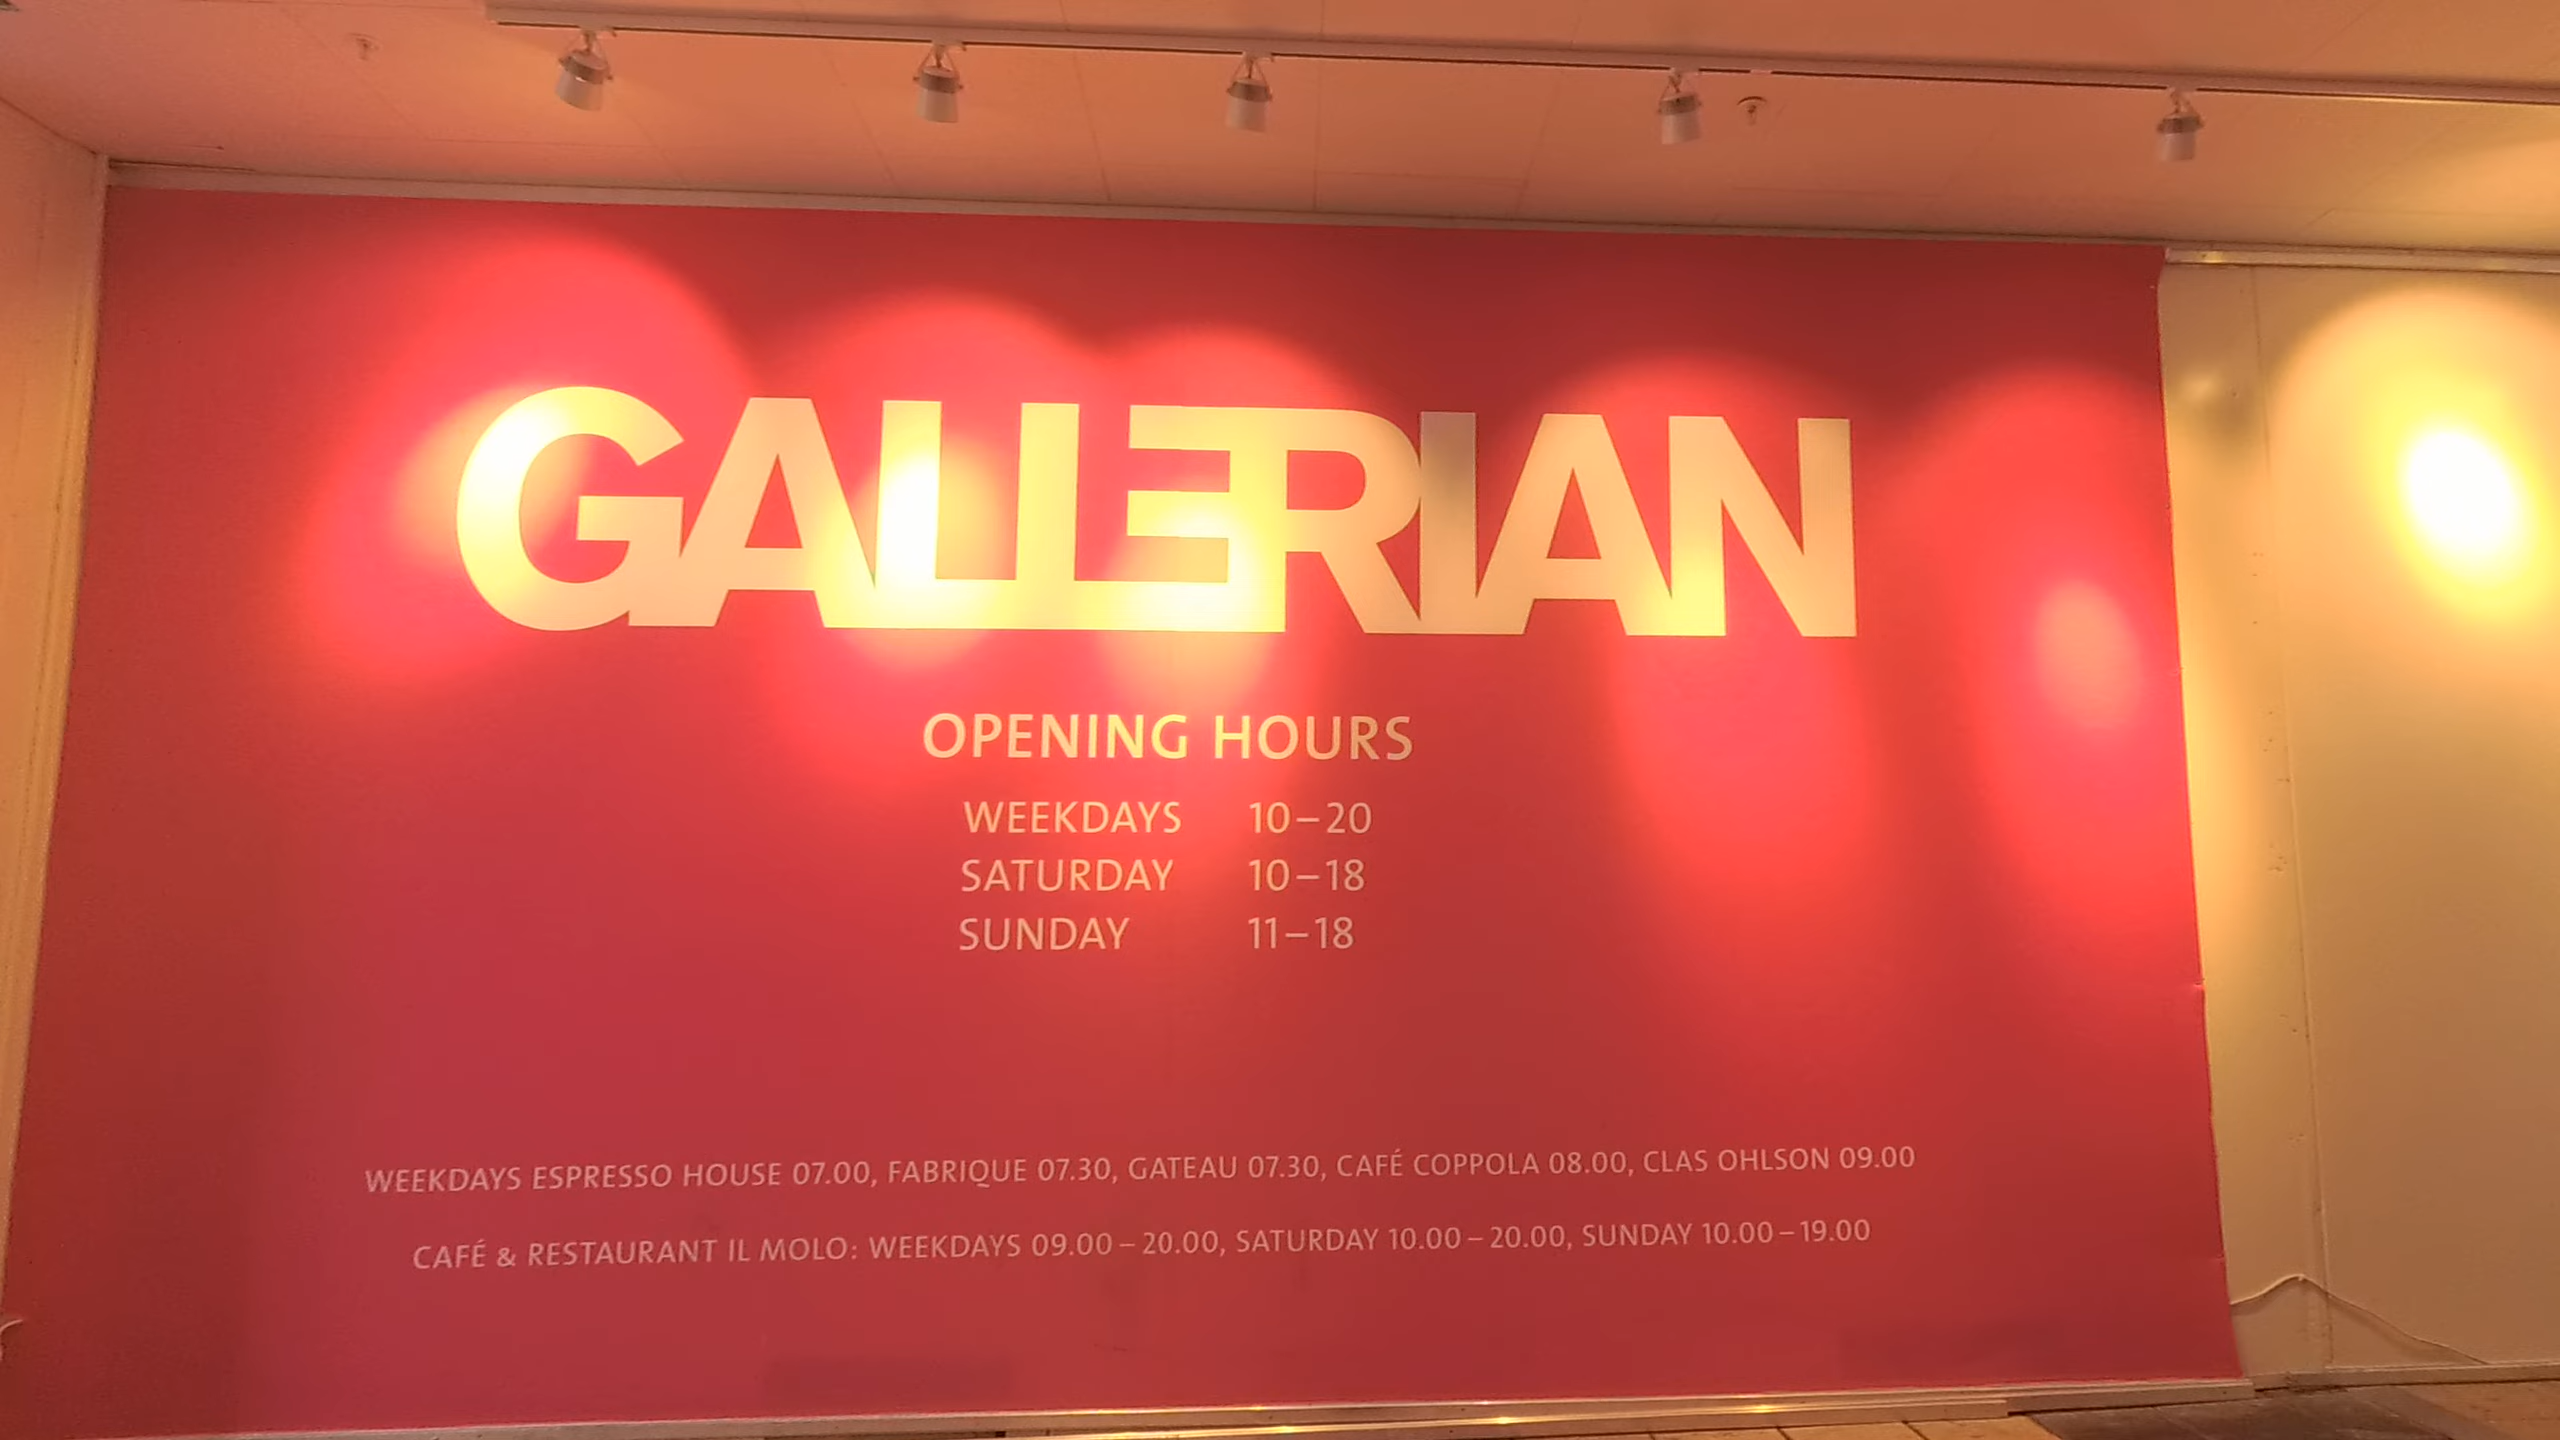 GALLERIAN
OPENING HOURS
WEEKDAYS 10–20
SATURDAY 10–18
SUNDAY 11–18
WEEKDAYS ESPRESSO HOUSE 07.00, FABRIQUE 07.30, GATEAU 07.30, CAFÉ COPPOLA 08.00, CLAS OHLSON 09.00
CAFÉ & RESTAURANT IL MOLO: WEEKDAYS 09.00–20.00, SATURDAY 10.00–20.00, SUNDAY 10.00–19.00